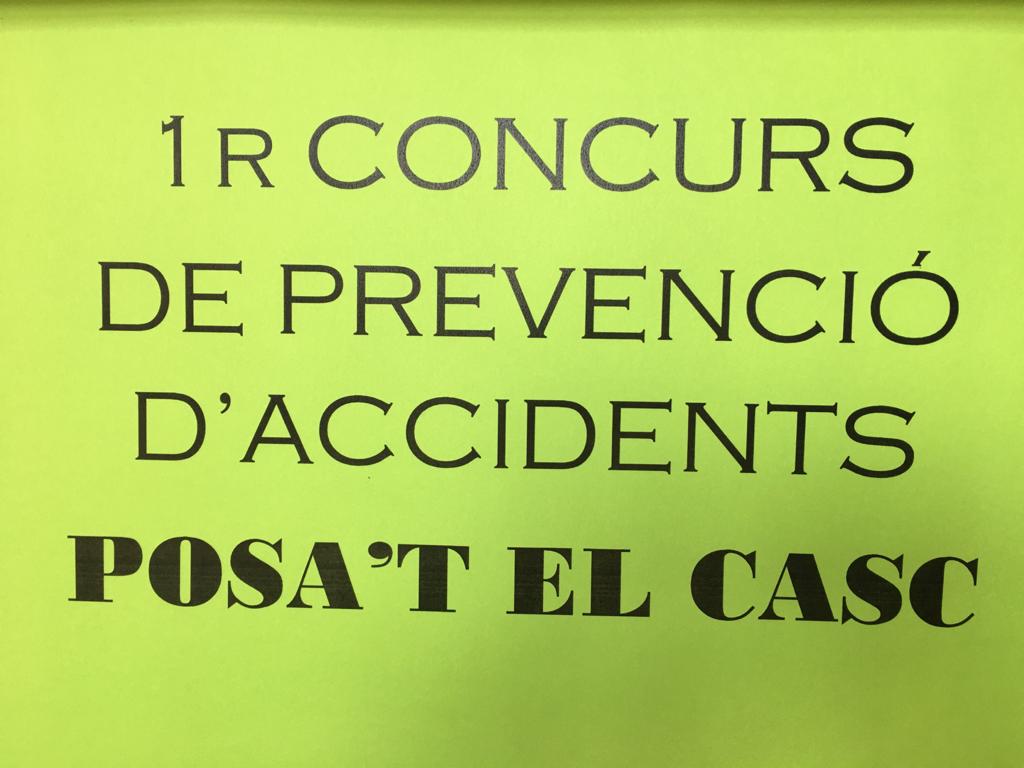 1R CONCURS
DE PREVENCIÓ
D'ACCIDENTS
POSA'T EL CASC